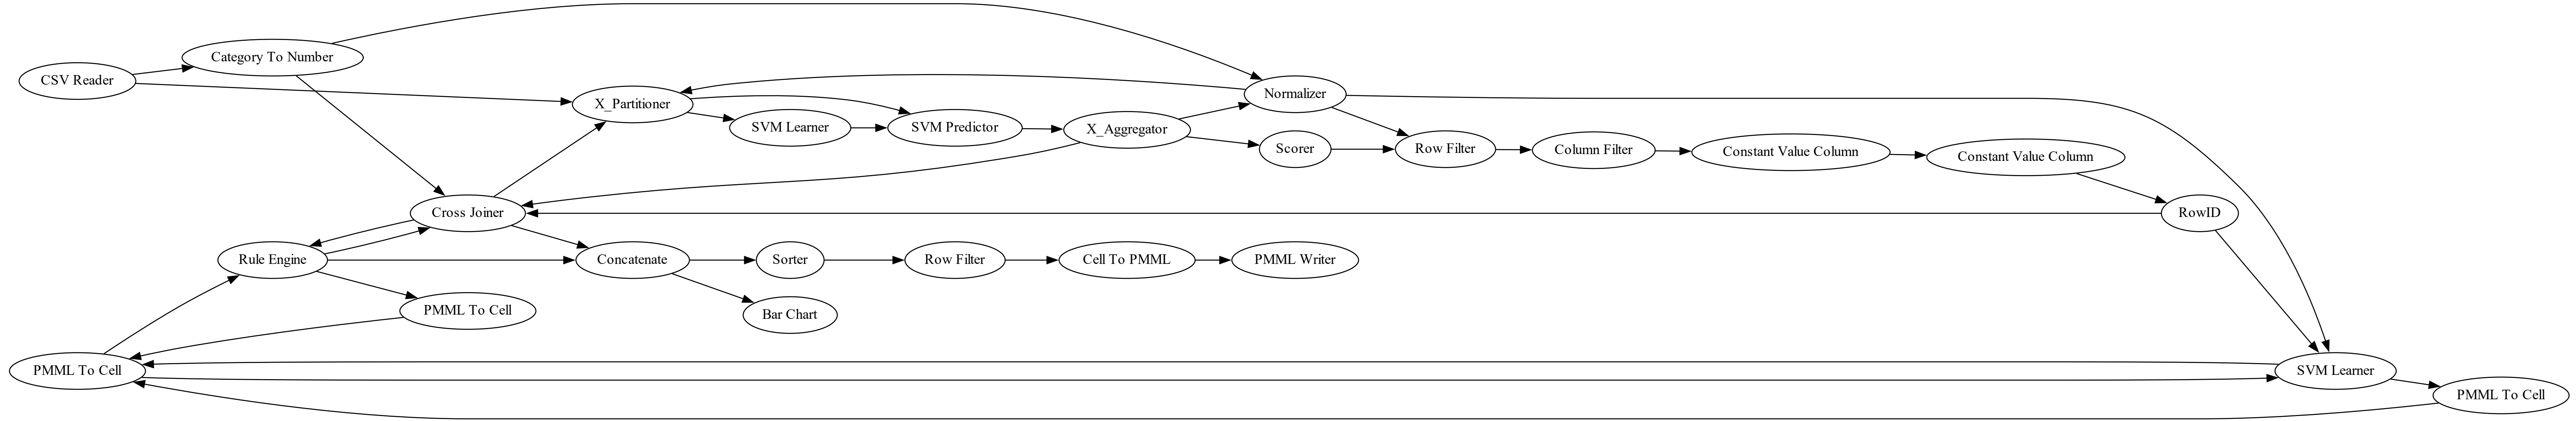 Category To Number
CSV Reader
Normalizer
X_Partitioner
SVM Learner
SVM Predictor
X_Aggregator
Scorer
Row Filter
Column Filter
Constant Value Column
Constant Value Column
Cross Joiner
RowID
Rule Engine
Concatenate
Sorter
Row Filter
Cell To PMML
PMML Writer
PMML To Cell
Bar Chart
PMML To Cell
SVM Learner
PMML To Cell